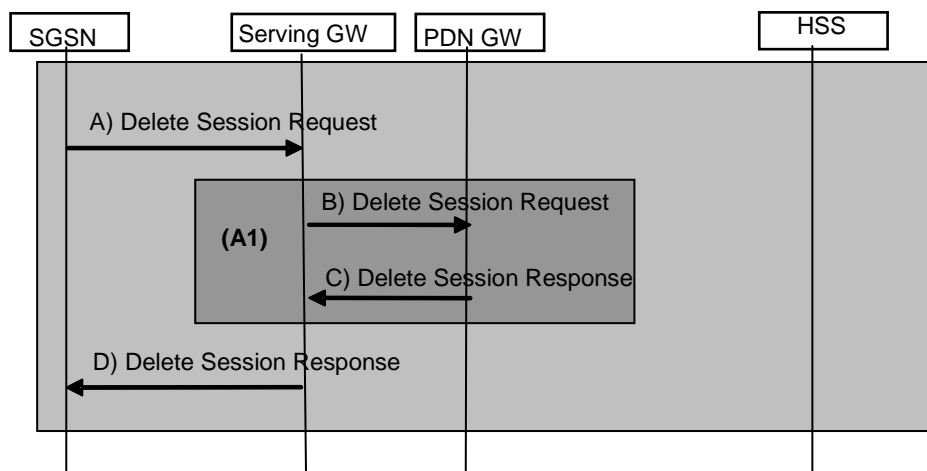 SGSN
Serving GW
PDN GW
HSS
A) Delete Session Request
B) Delete Session Request
(A1)
C) Delete Session Response
D) Delete Session Response